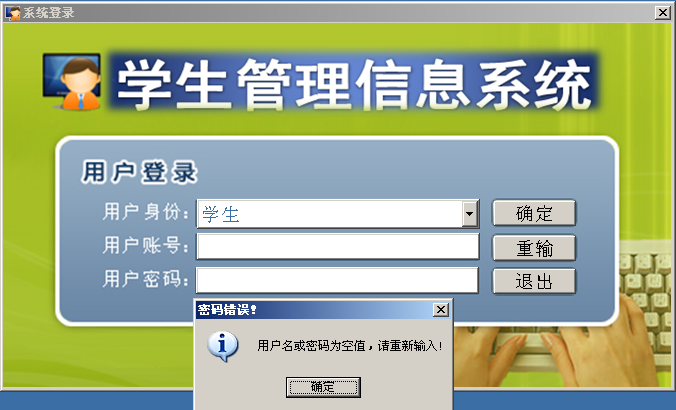 系统登录
学生管理信息系统
用户登录
用户身份: 学生 确定
用户账号: 重输
用户密码: 退出
密码错误!
用户名或密码为空值，请重新输入!
确定